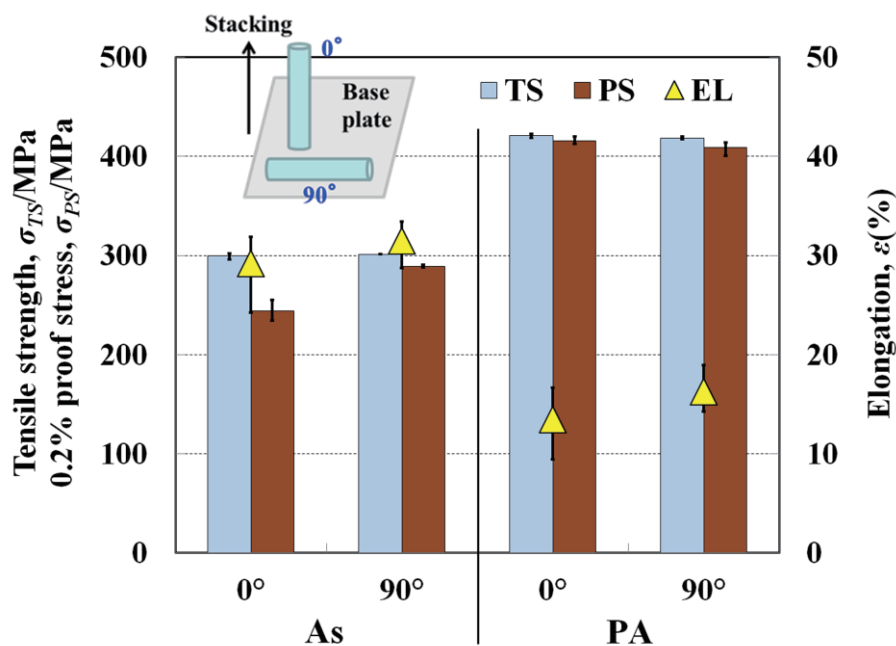 Stacking
0°
Base
plate
90°
TS PS EL
Tensile strength, σTS/MPa
0.2% proof stress, σPS/MPa
500
400
300
200
100
0
50
40
30
20
10
0
Elongation, ε(%)
0° 90° 0° 90°
As PA